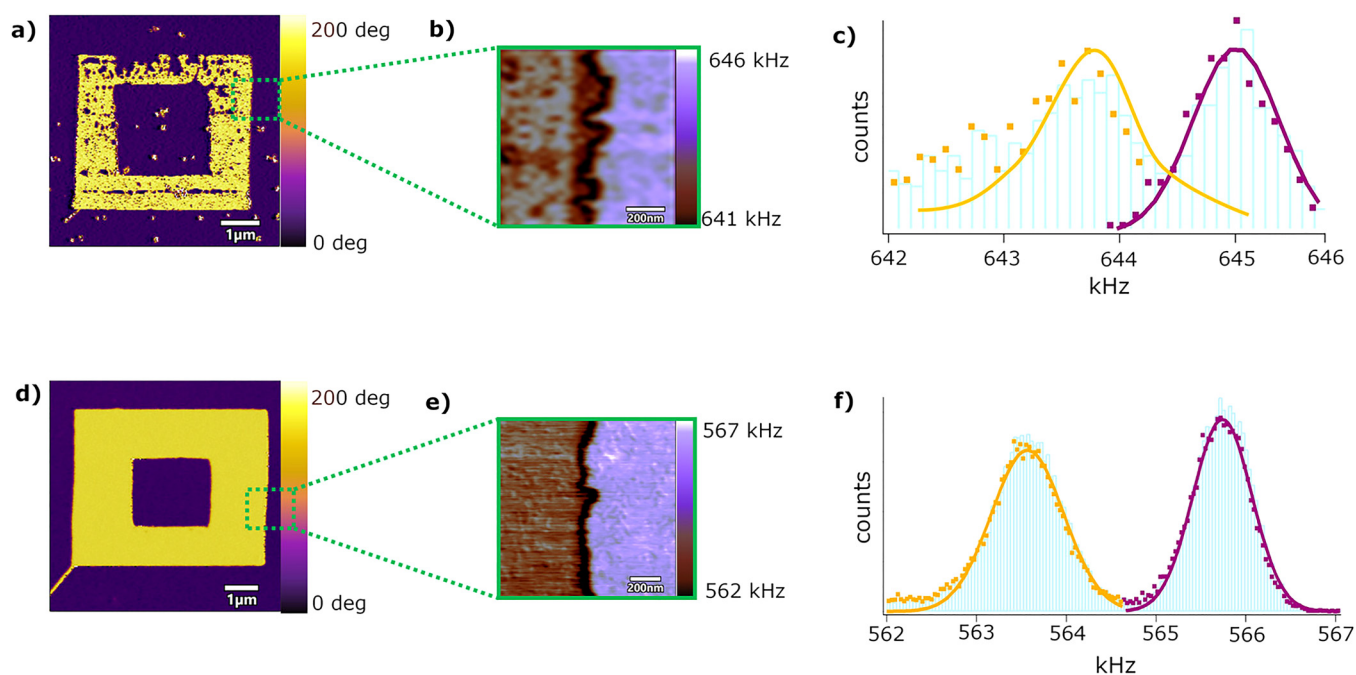 a)
200 deg
0 deg
1µm
b)
646 kHz
641 kHz
200nm
c)
counts
642 643 644 645 646
kHz
d)
200 deg
0 deg
1µm
e)
567 kHz
562 kHz
200nm
f)
counts
562 563 564 565 566 567
kHz